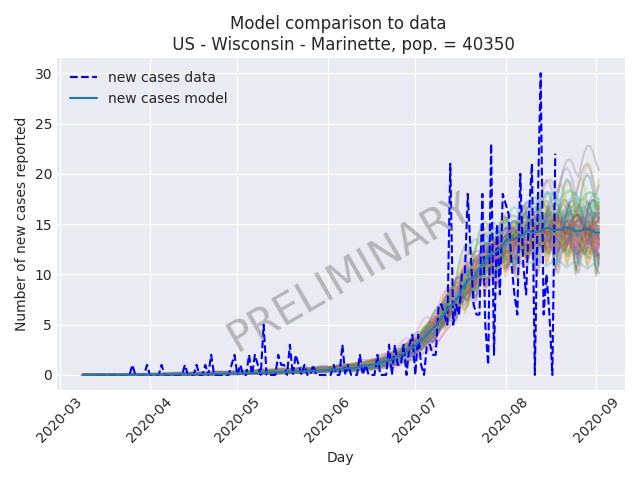 Model comparison to data
US - Wisconsin - Marinette, pop. = 40350
new cases data
new cases model
PRELIMINARY
Number of new cases reported
30
25
20
15
10
5
0
2020-03
2020-04
2020-05
2020-06
2020-07
2020-08
2020-09
Day